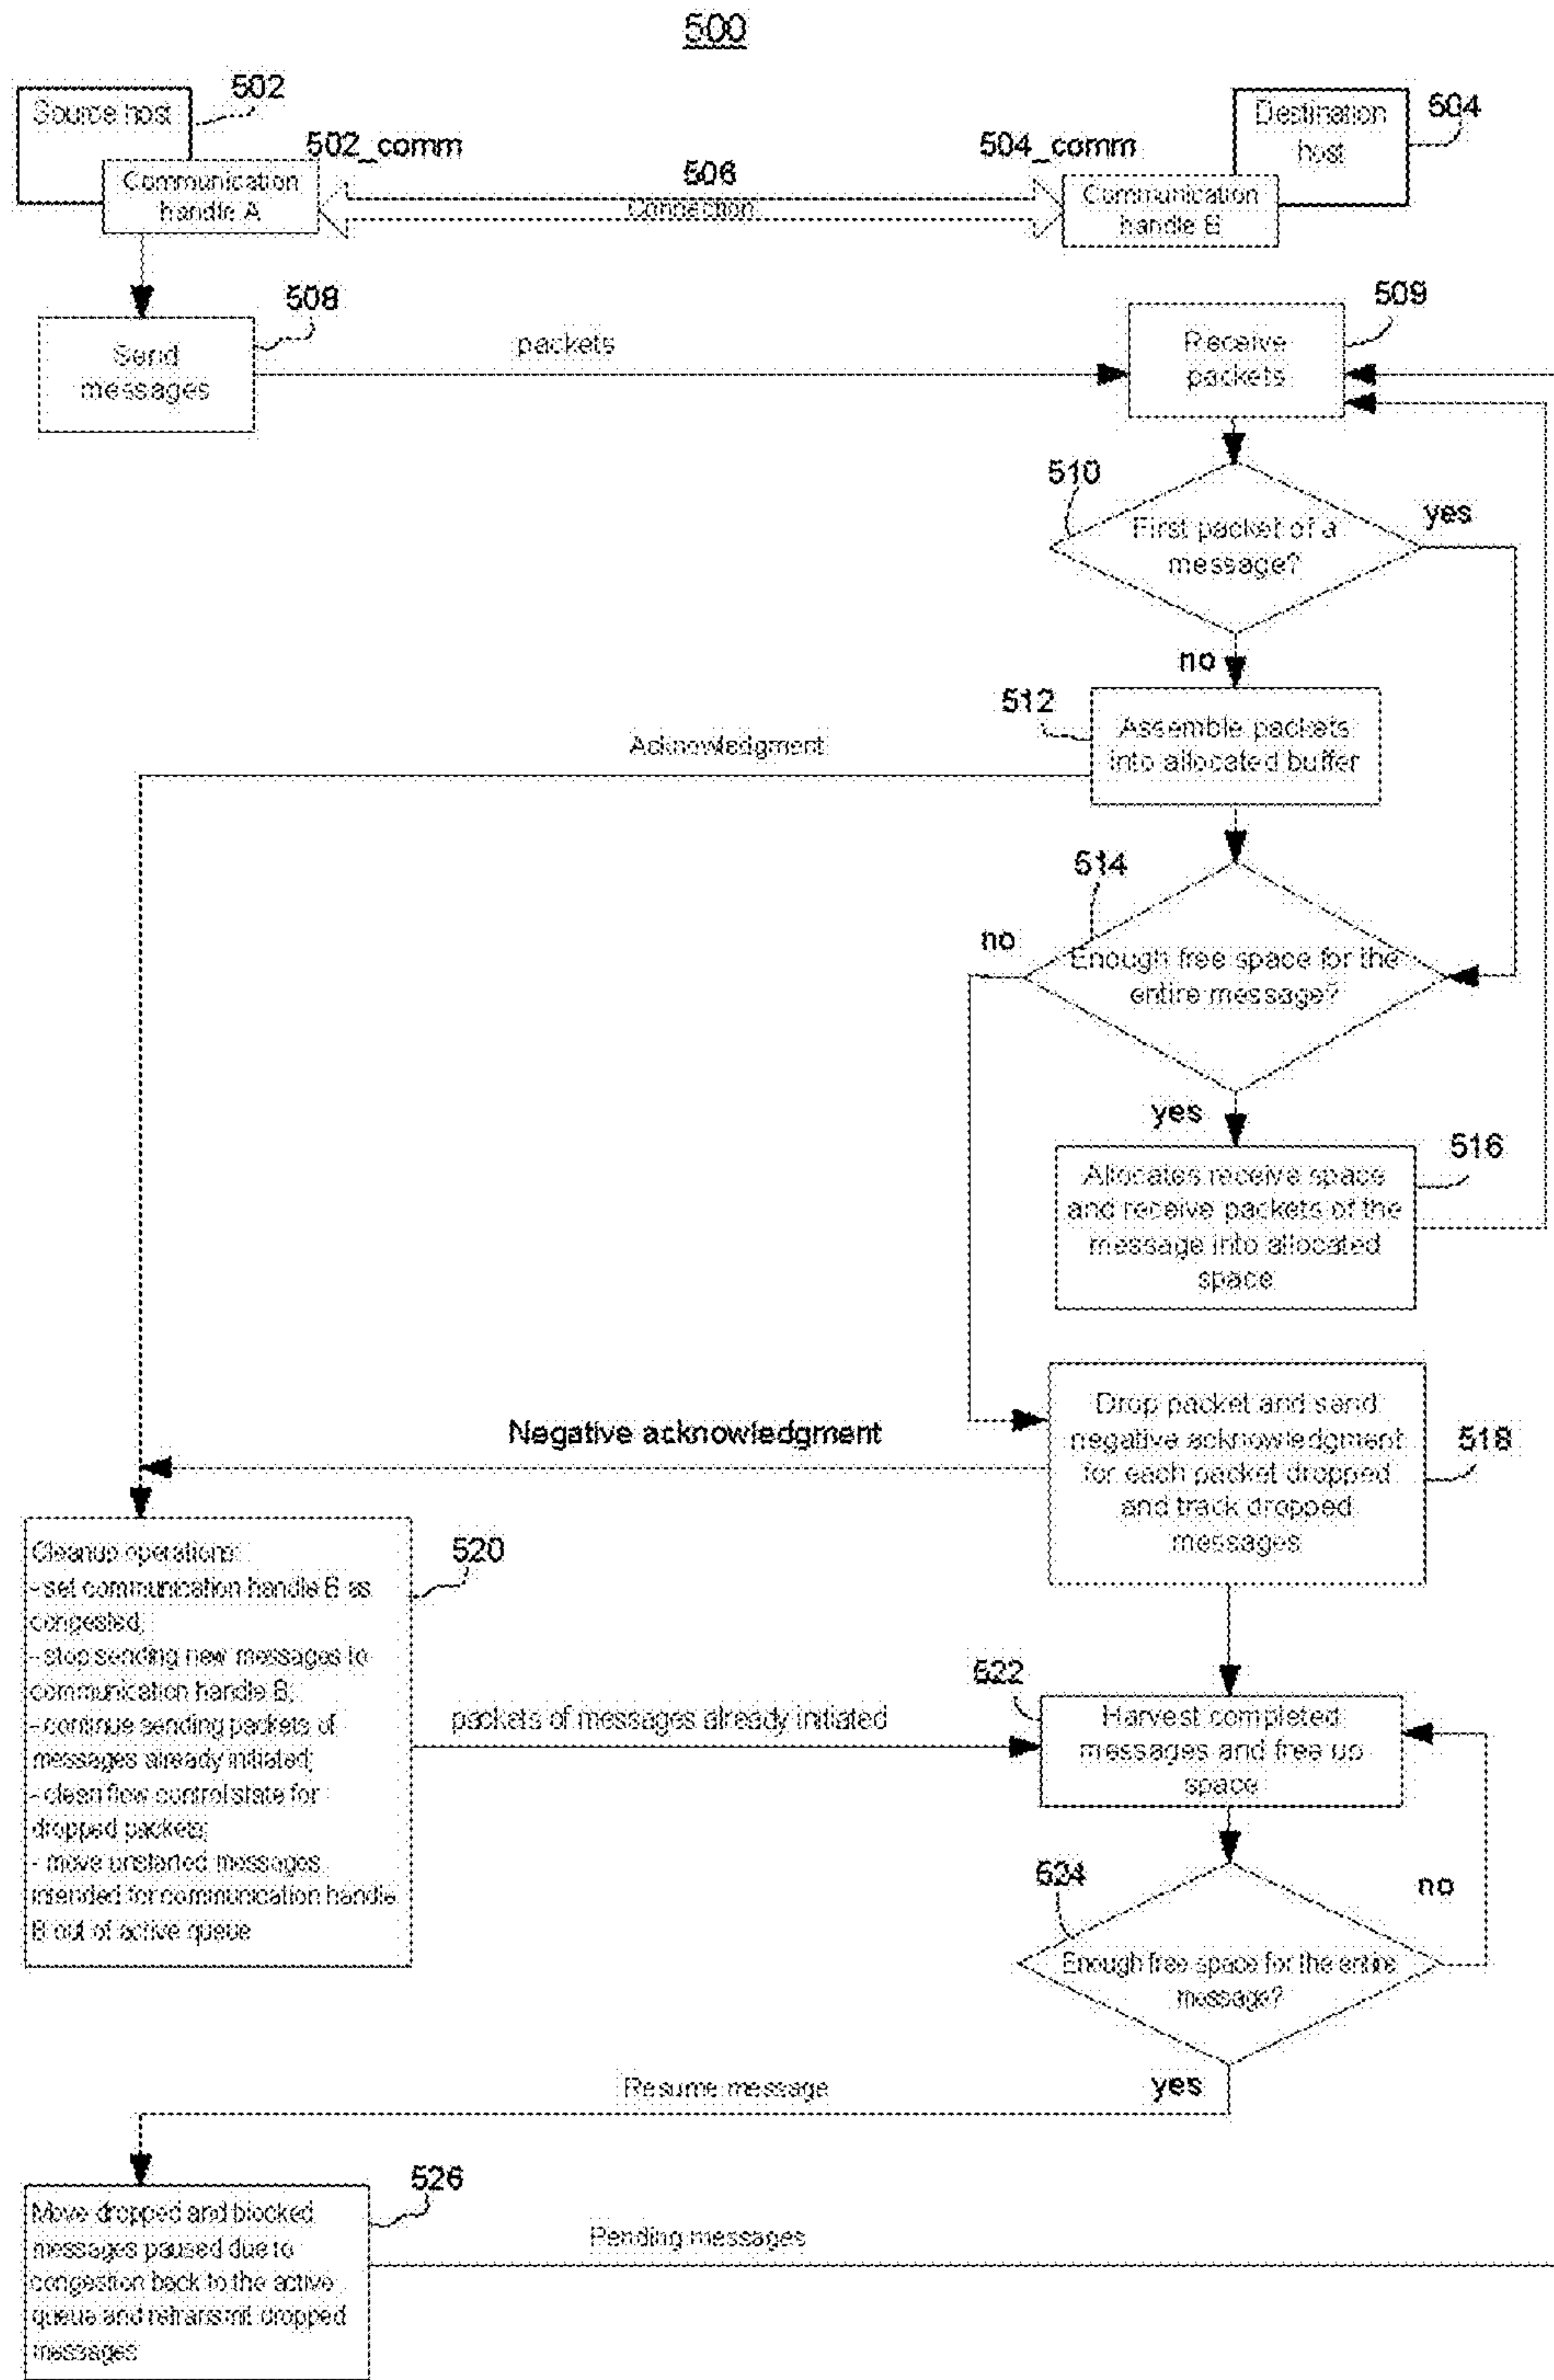 500
Source host
502
502_comm
Communication
handle A
506
Connection
504_comm
Destination
host
504
Communication
handle B
Send
messages
508
packets
Receive
packets
509
510
First packet of a
message?
yes
no
512
Assemble packets
into allocated buffer
Acknowledgment
514
no
Enough free space for the
entire message?
yes
516
Allocates receive space
and receive packets of the
message into allocated
space
Negative acknowledgment
Drop packet and send
negative acknowledgment
for each packet dropped
and track dropped
messages
518
Cleanup operations:
- set communication handle B as
congested;
- stop sending new messages to
communication handle B;
- continue sending packets of
messages already initiated;
- clean flow control state for
dropped packets;
- move unstarted messages
intended for communication handle
B out of active queue
520
packets of messages already initiated
522
Harvest completed
messages and free up
space
524
no
Enough free space for the entire
message?
yes
Resume message
526
Move dropped and blocked
messages paused due to
congestion back to the active
queue and retransmit dropped
messages
Pending messages